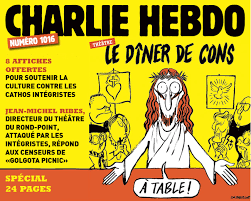 CHARLIE HEBDO
NUMÉRO 1016
THÉÂTRE
LE DÎNER DE CONS
6 AFFICHES
OFFERTES
POUR SOUTENIR LA
CULTURE CONTRE LES
CATHOS INTÉGRISTES
JEAN-MICHEL RIBES,
DIRECTEUR DU THÉÂTRE
DU ROND-POINT,
ATTAQUÉ PAR LES
INTÉGRISTES, RÉPOND
AUX CENSEURS DE
«GOLGOTA PICNIC»
SPÉCIAL
24 PAGES
A TABLE!